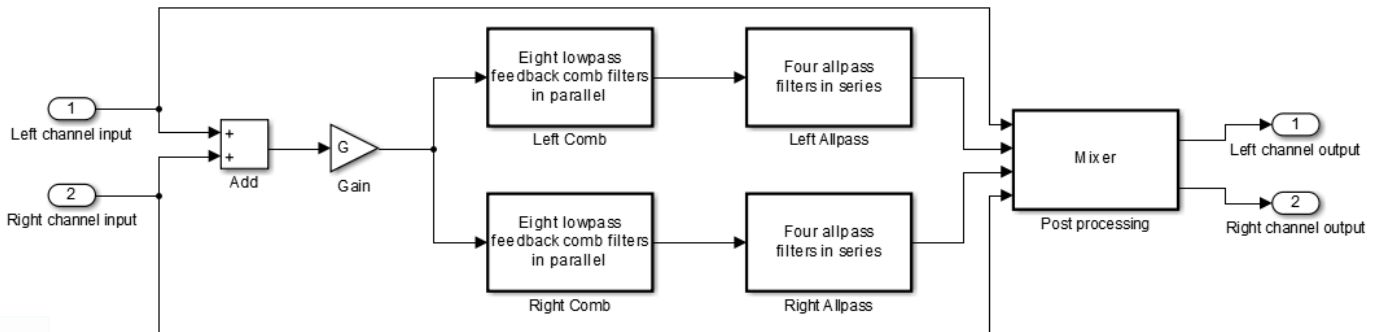 Eight lowpass
feedback comb filters
in parallel
Left Comb
Four allpass
filters in series
Left Allpass
1
Left channel input
+
+
Add
G
Gain
2
Right channel input
Eight lowpass
feedback comb filters
in parallel
Right Comb
Four allpass
filters in series
Right Allpass
Mixer
Post processing
1
Left channel output
2
Right channel output